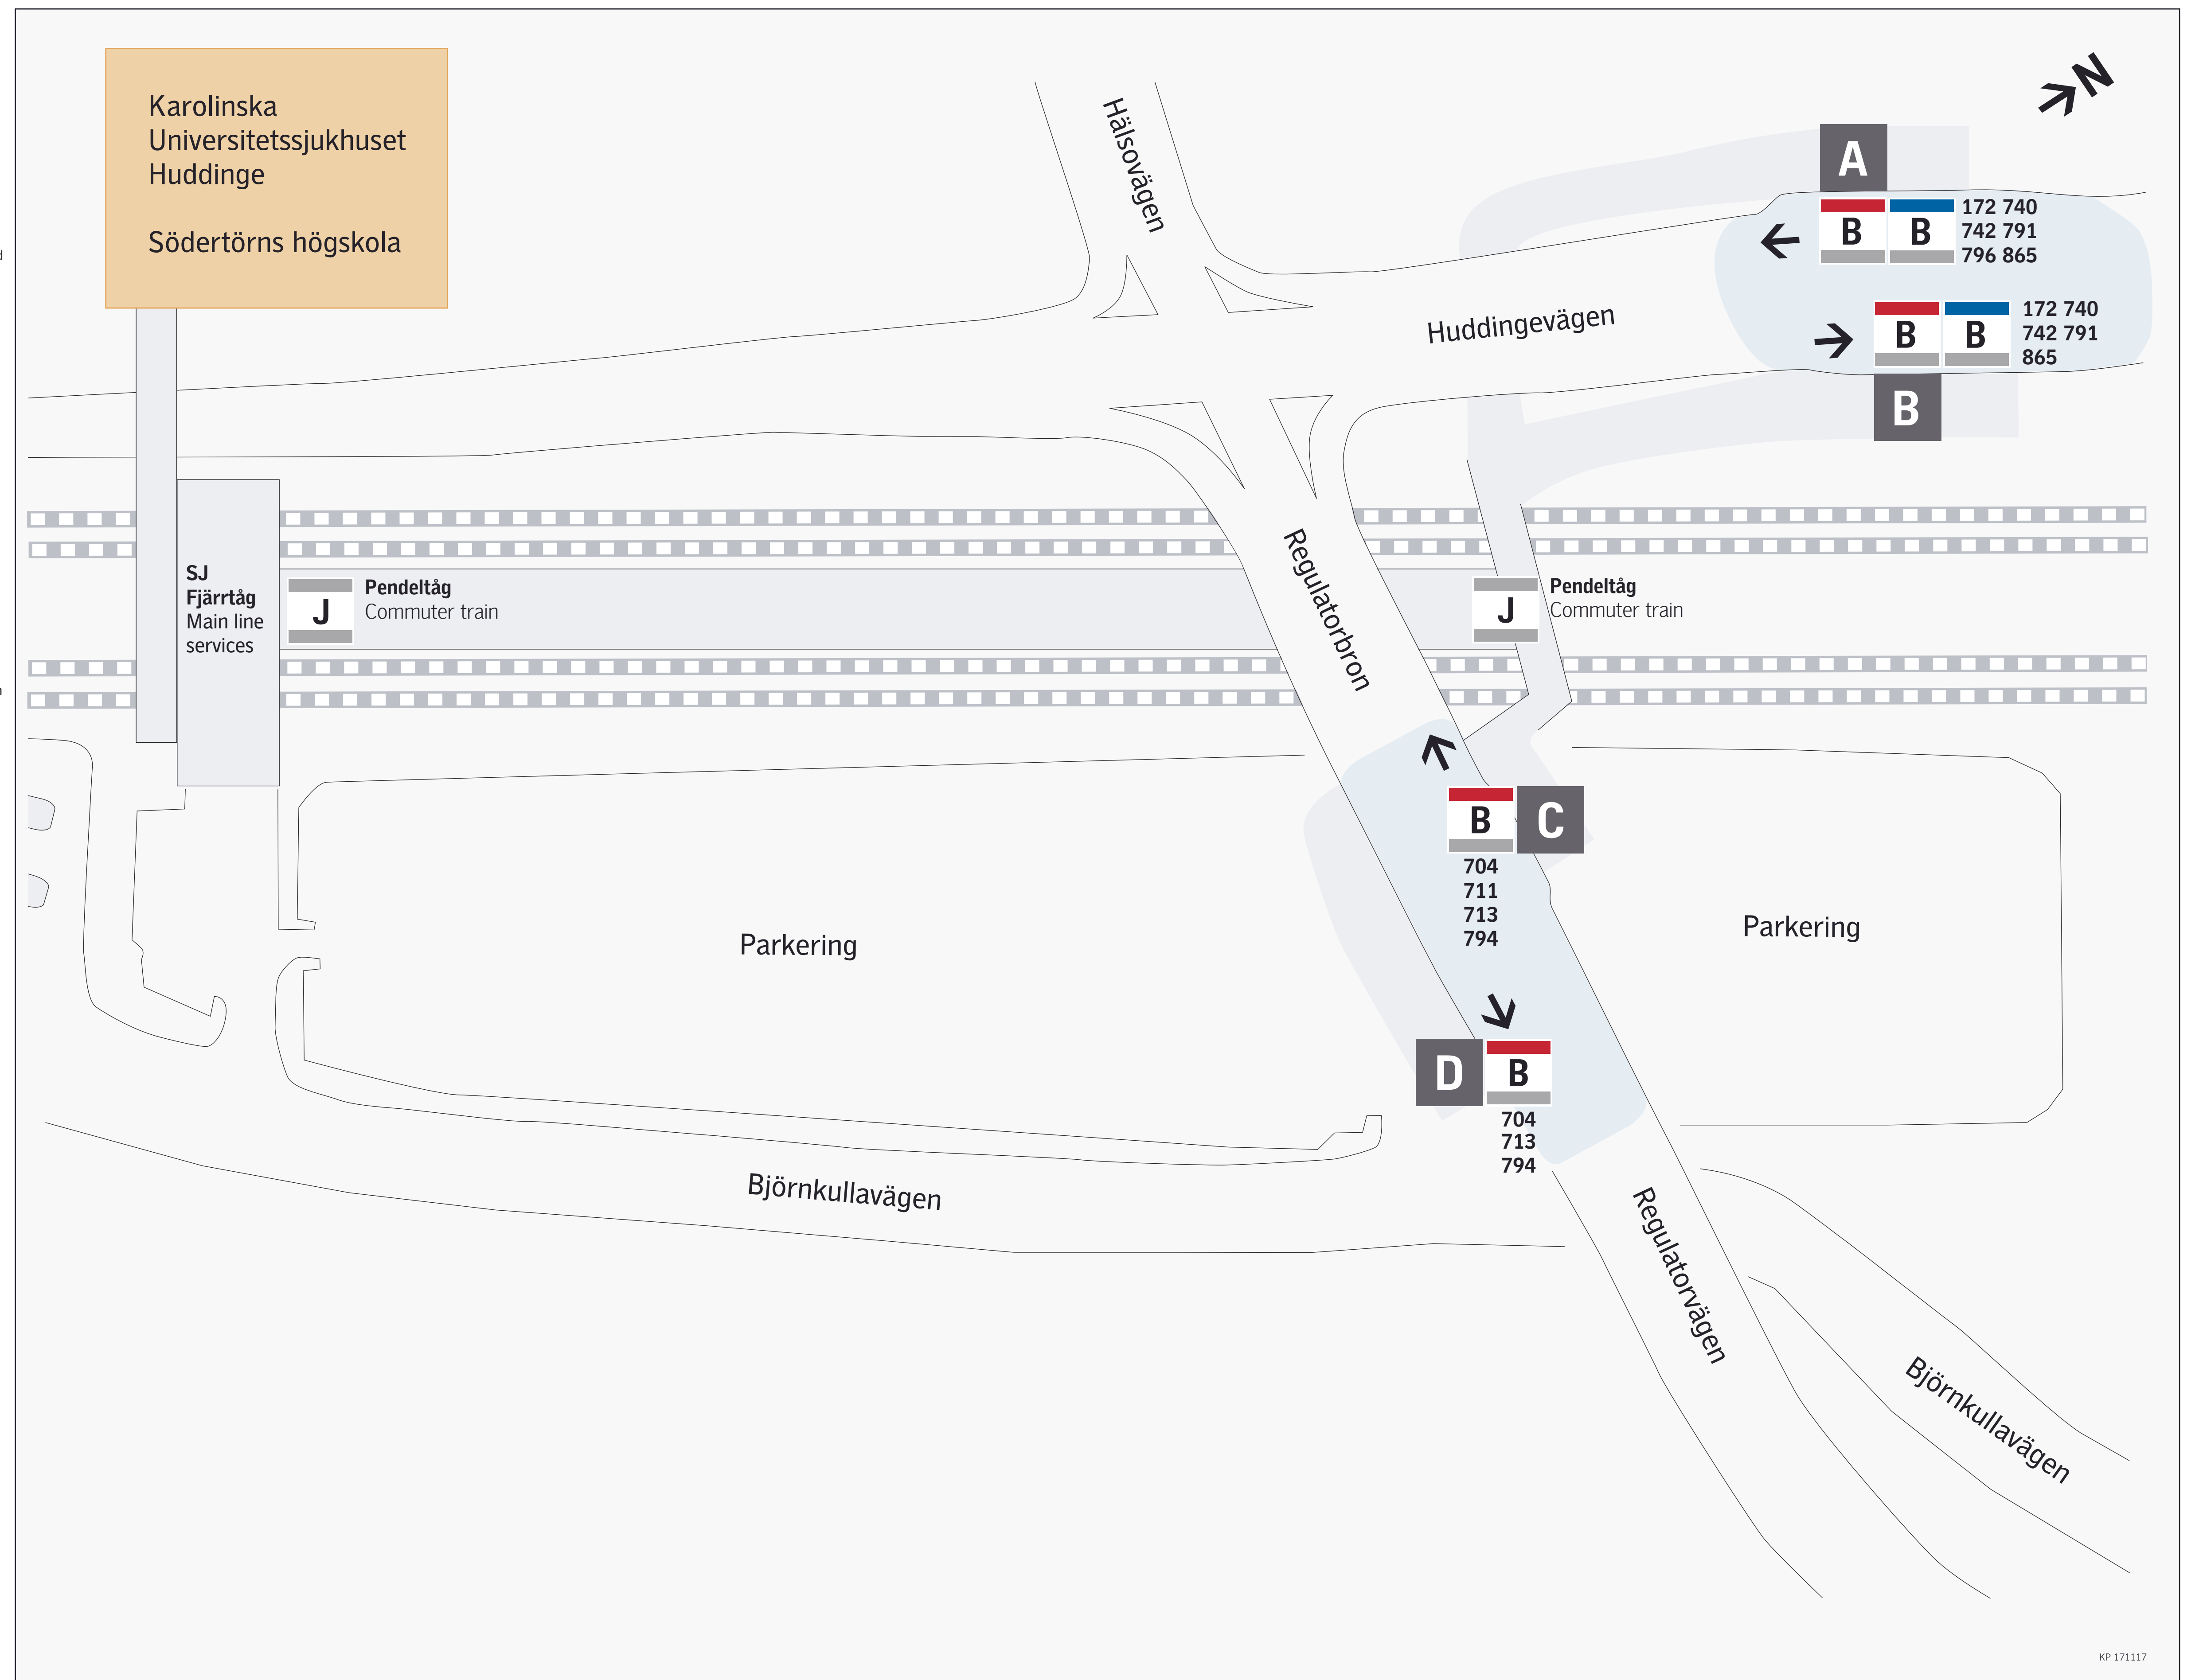 Karolinska
Universitetssjukhuset
Huddinge
Södertörns högskola
Hälsovägen
N
A
B B
172 740
742 791
796 865
Huddingevägen
B B
172 740
742 791
865
B
SJ
Fjärrtåg
Main line
services
J
Pendeltåg
Commuter train
Regulatorbron
J
Pendeltåg
Commuter train
B C
704
711
713
794
Parkering
Parkering
D B
704
713
794
Björnkullavägen
Regulatorvägen
Björnkullavägen
KP 171117